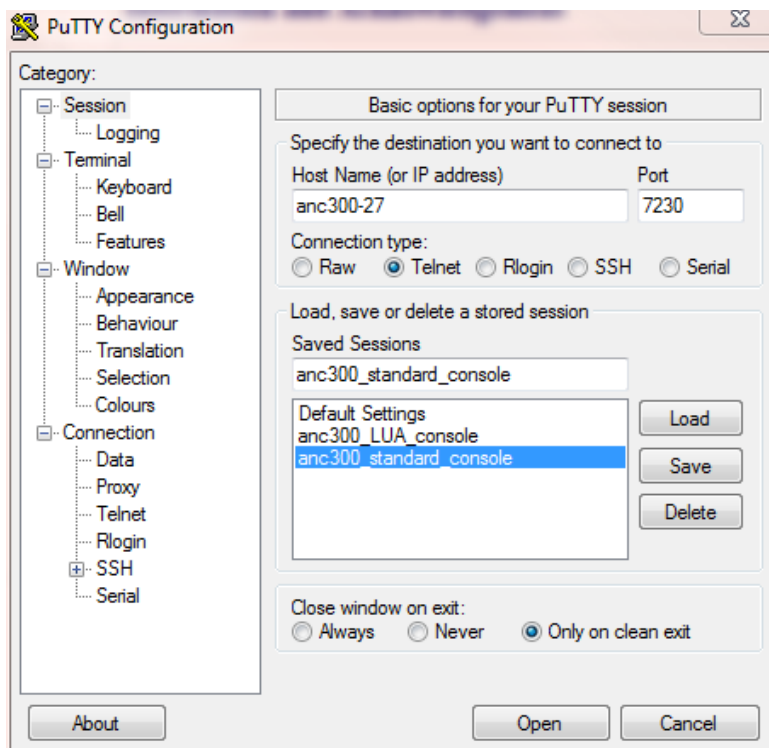 PuTTY Configuration
Category:
Session
Logging
Terminal
Keyboard
Bell
Features
Window
Appearance
Behaviour
Translation
Selection
Colours
Connection
Data
Proxy
Telnet
Rlogin
SSH
Serial
Basic options for your PuTTY session
Specify the destination you want to connect to
Host Name (or IP address) Port
anc300-27 7230
Connection type:
Raw Telnet Rlogin SSH Serial
Load, save or delete a stored session
Saved Sessions
anc300_standard_console
Default Settings
anc300_LUA_console
anc300_standard_console
Load
Save
Delete
Close window on exit:
Always Never Only on clean exit
About Open Cancel